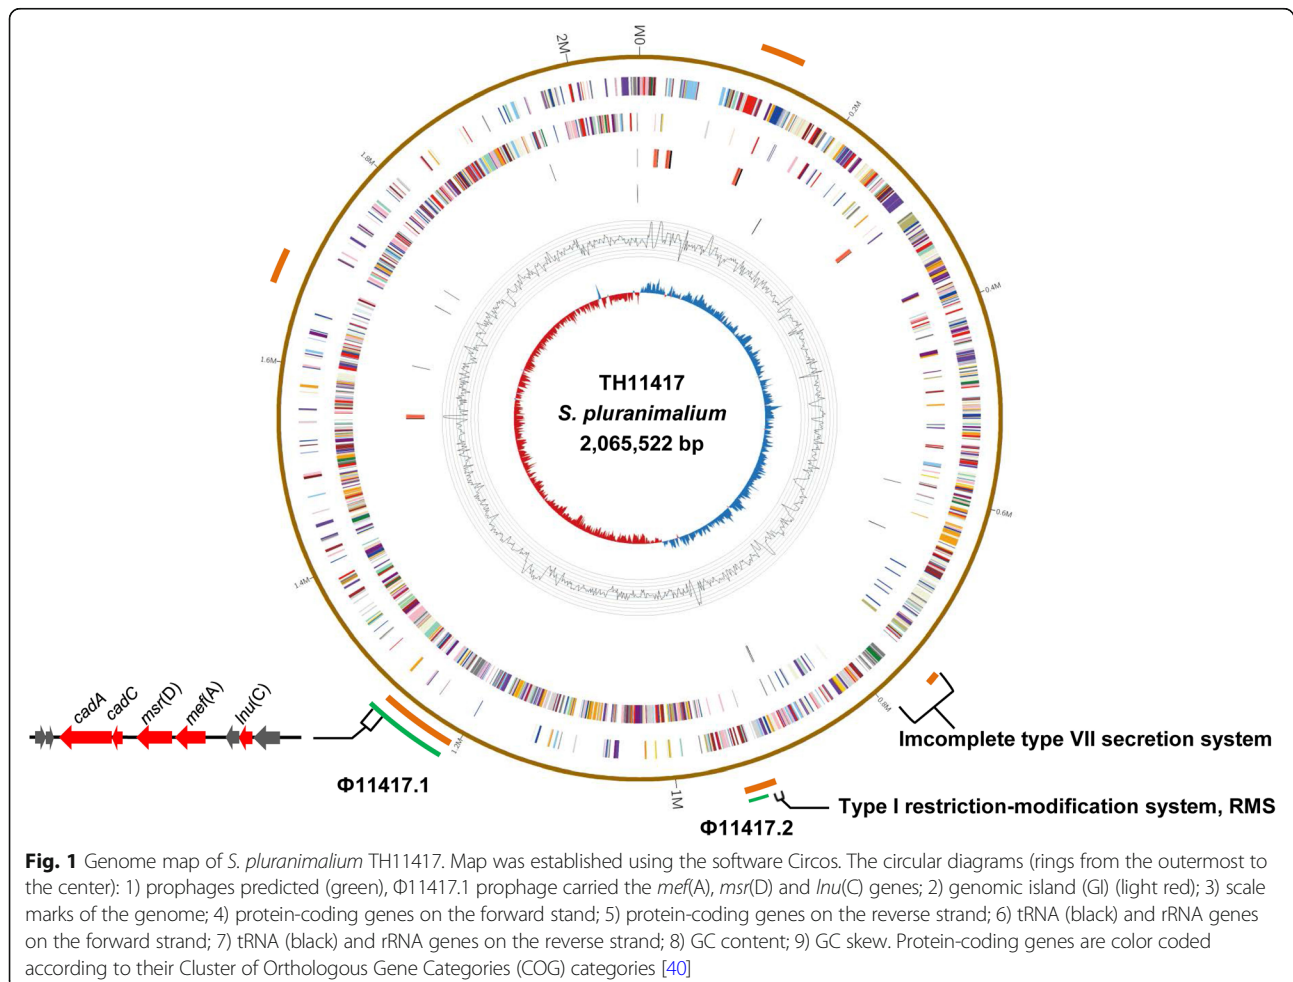 0M
2M
0.2M
1.8M
0.4M
1.6M
0.6M
1.4M
0.8M
1.2M
1M
TH11417
S. pluranimalium
2,065,522 bp
cadA
cadC
msr(D)
mef(A)
lnu(C)
Φ11417.1
Imcomplete type VII secretion system
Type I restriction-modification system, RMS
Φ11417.2
Fig. 1 Genome map of S. pluranimalium TH11417. Map was established using the software Circos. The circular diagrams (rings from the outermost to
the center): 1) prophages predicted (green), Φ11417.1 prophage carried the mef(A), msr(D) and lnu(C) genes; 2) genomic island (GI) (light red); 3) scale
marks of the genome; 4) protein-coding genes on the forward stand; 5) protein-coding genes on the reverse strand; 6) tRNA (black) and rRNA genes
on the forward strand; 7) tRNA (black) and rRNA genes on the reverse strand; 8) GC content; 9) GC skew. Protein-coding genes are color coded
according to their Cluster of Orthologous Gene Categories (COG) categories [40]